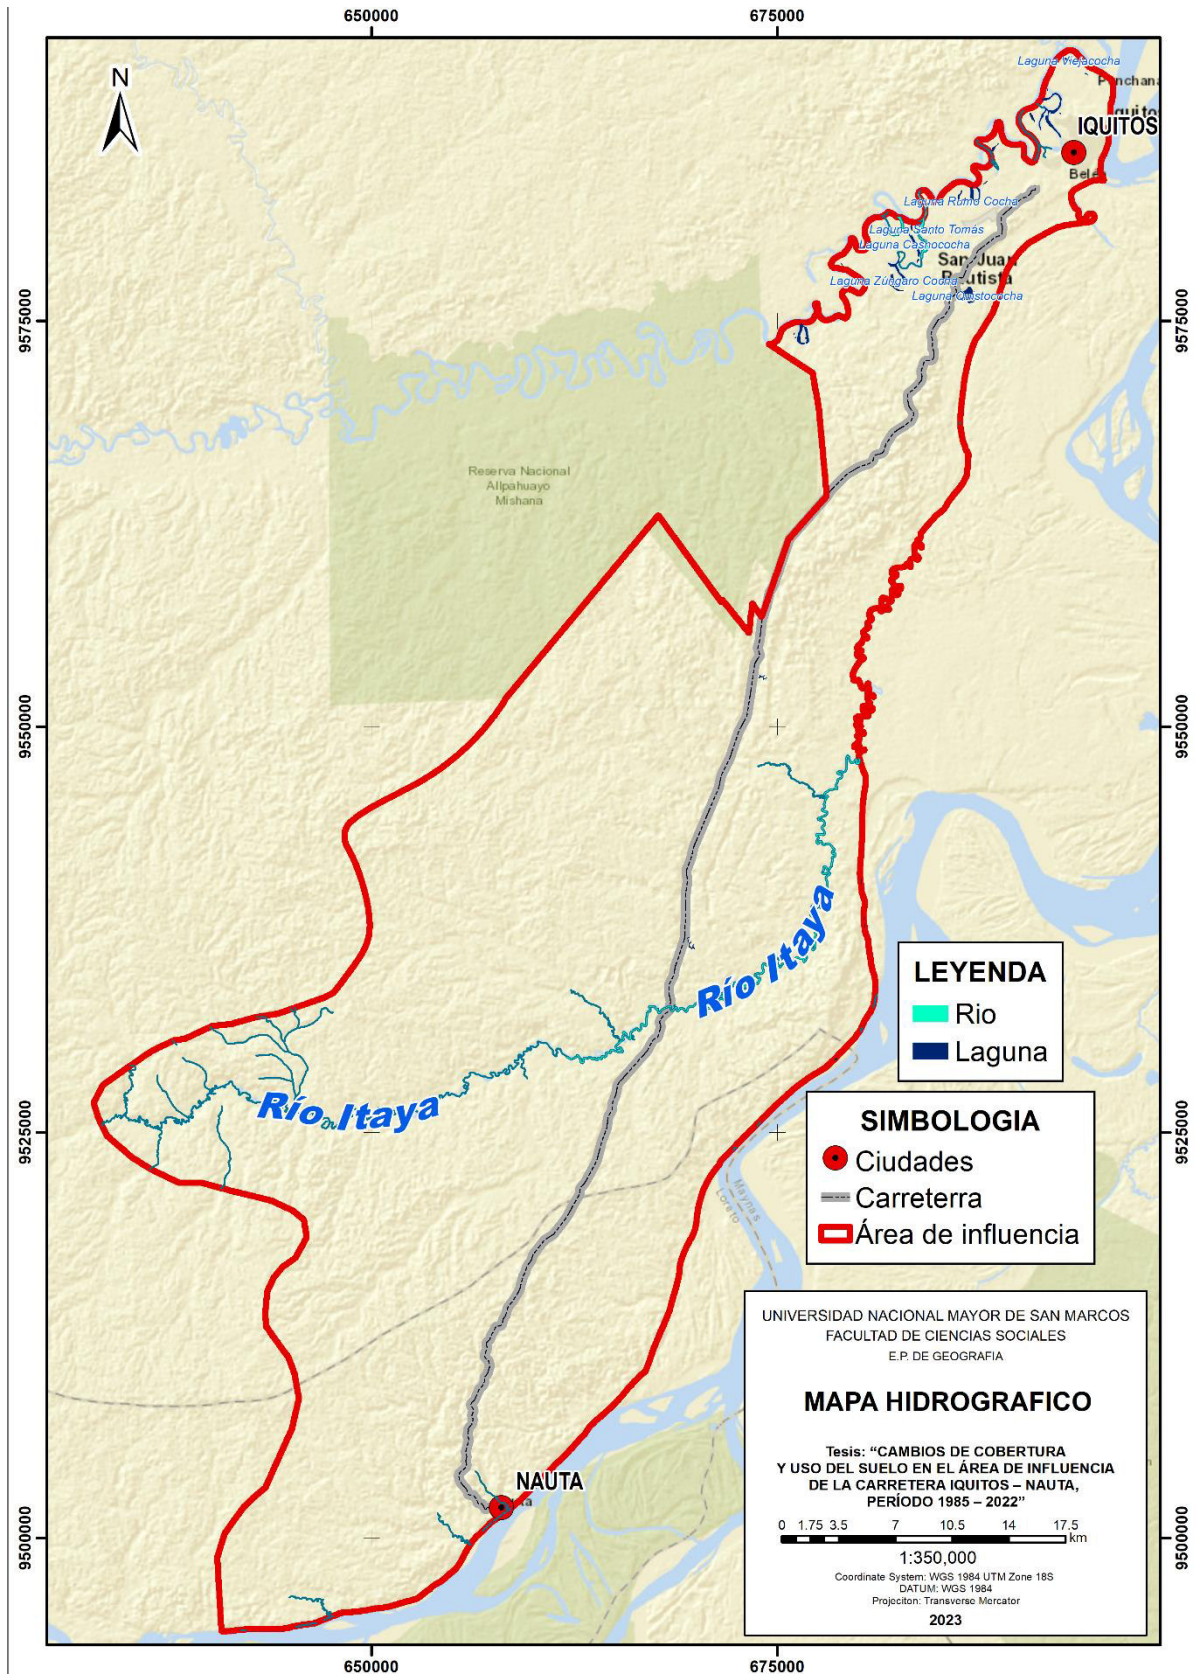 650000
675000
N
Laguna Viejacocha
Punchana
IQUITOS
Belén
Laguna Rumo Cocha
Laguna Santo Tomás
Laguna Cashococha
San Juan
Bautista
Laguna Zúngaro Cocha
Laguna Quistococha
9575000
9575000
Reserva Nacional
Allpahuayo
Mishana
9550000
9550000
Río Itaya
Río Itaya
LEYENDA
Rio
Laguna
9525000
9525000
Maynas
Loreto
SIMBOLOGIA
Ciudades
Carreterra
Área de influencia
NAUTA
9500000
9500000
UNIVERSIDAD NACIONAL MAYOR DE SAN MARCOS
FACULTAD DE CIENCIAS SOCIALES
E.P. DE GEOGRAFIA
MAPA HIDROGRAFICO
Tesis: “CAMBIOS DE COBERTURA
Y USO DEL SUELO EN EL ÁREA DE INFLUENCIA
DE LA CARRETERA IQUITOS – NAUTA,
PERÍODO 1985 – 2022”
0 1.75 3.5 7 10.5 14 17.5
km
1:350,000
Coordinate System: WGS 1984 UTM Zone 18S
DATUM: WGS 1984
Projeciton: Transverse Mercator
2023
650000
675000